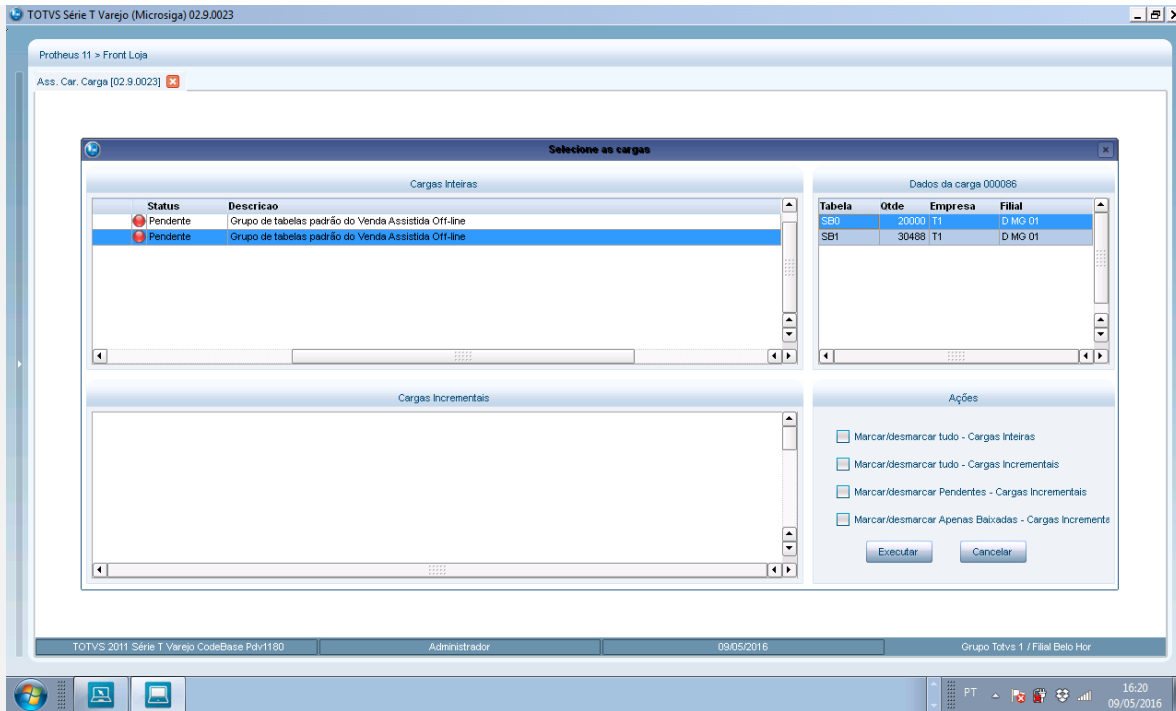 TOTVS Série T Varejo (Microsiga) 02.9.0023
Protheus 11 > Front Loja
Ass. Car. Carga [02.9.0023]
Selecione as cargas
Cargas Inteiras
Status Descricao
Pendente Grupo de tabelas padrão do Venda Assistida Off-line
Pendente Grupo de tabelas padrão do Venda Assistida Off-line
Dados da carga 000086
Tabela Qtde Empresa Filial
SB0 20000 T1 D MG 01
SB1 30488 T1 D MG 01
Cargas Incrementais
Ações
Marcar/desmarcar tudo - Cargas Inteiras
Marcar/desmarcar tudo - Cargas Incrementais
Marcar/desmarcar Pendentes - Cargas Incrementais
Marcar/desmarcar Apenas Baixadas - Cargas Incrementa
Executar Cancelar
TOTVS 2011 Série T Varejo CodeBase Pdv1180 Administrador 09/05/2016 Grupo Totvs 1 / Filial Belo Hor
PT 16:20
09/05/2016